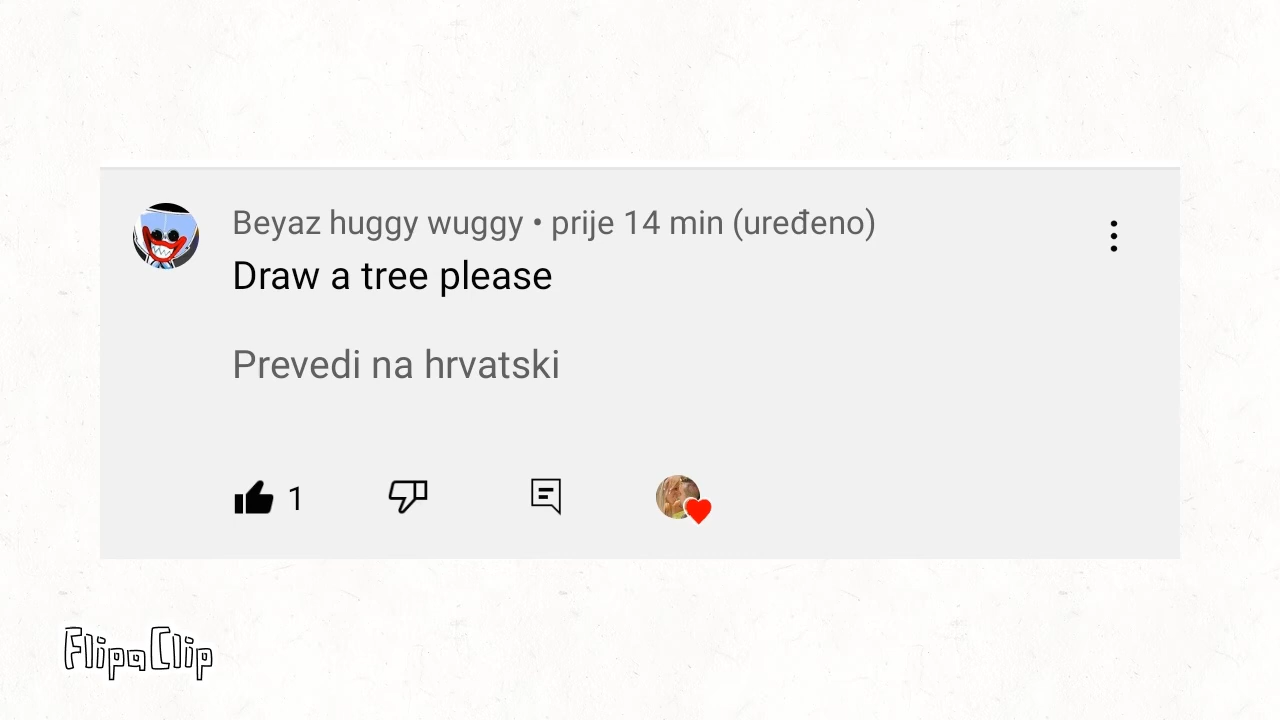 Beyaz huggy wuggy • prije 14 min (uređeno)
Draw a tree please
Prevedi na hrvatski
1
FlipaClip